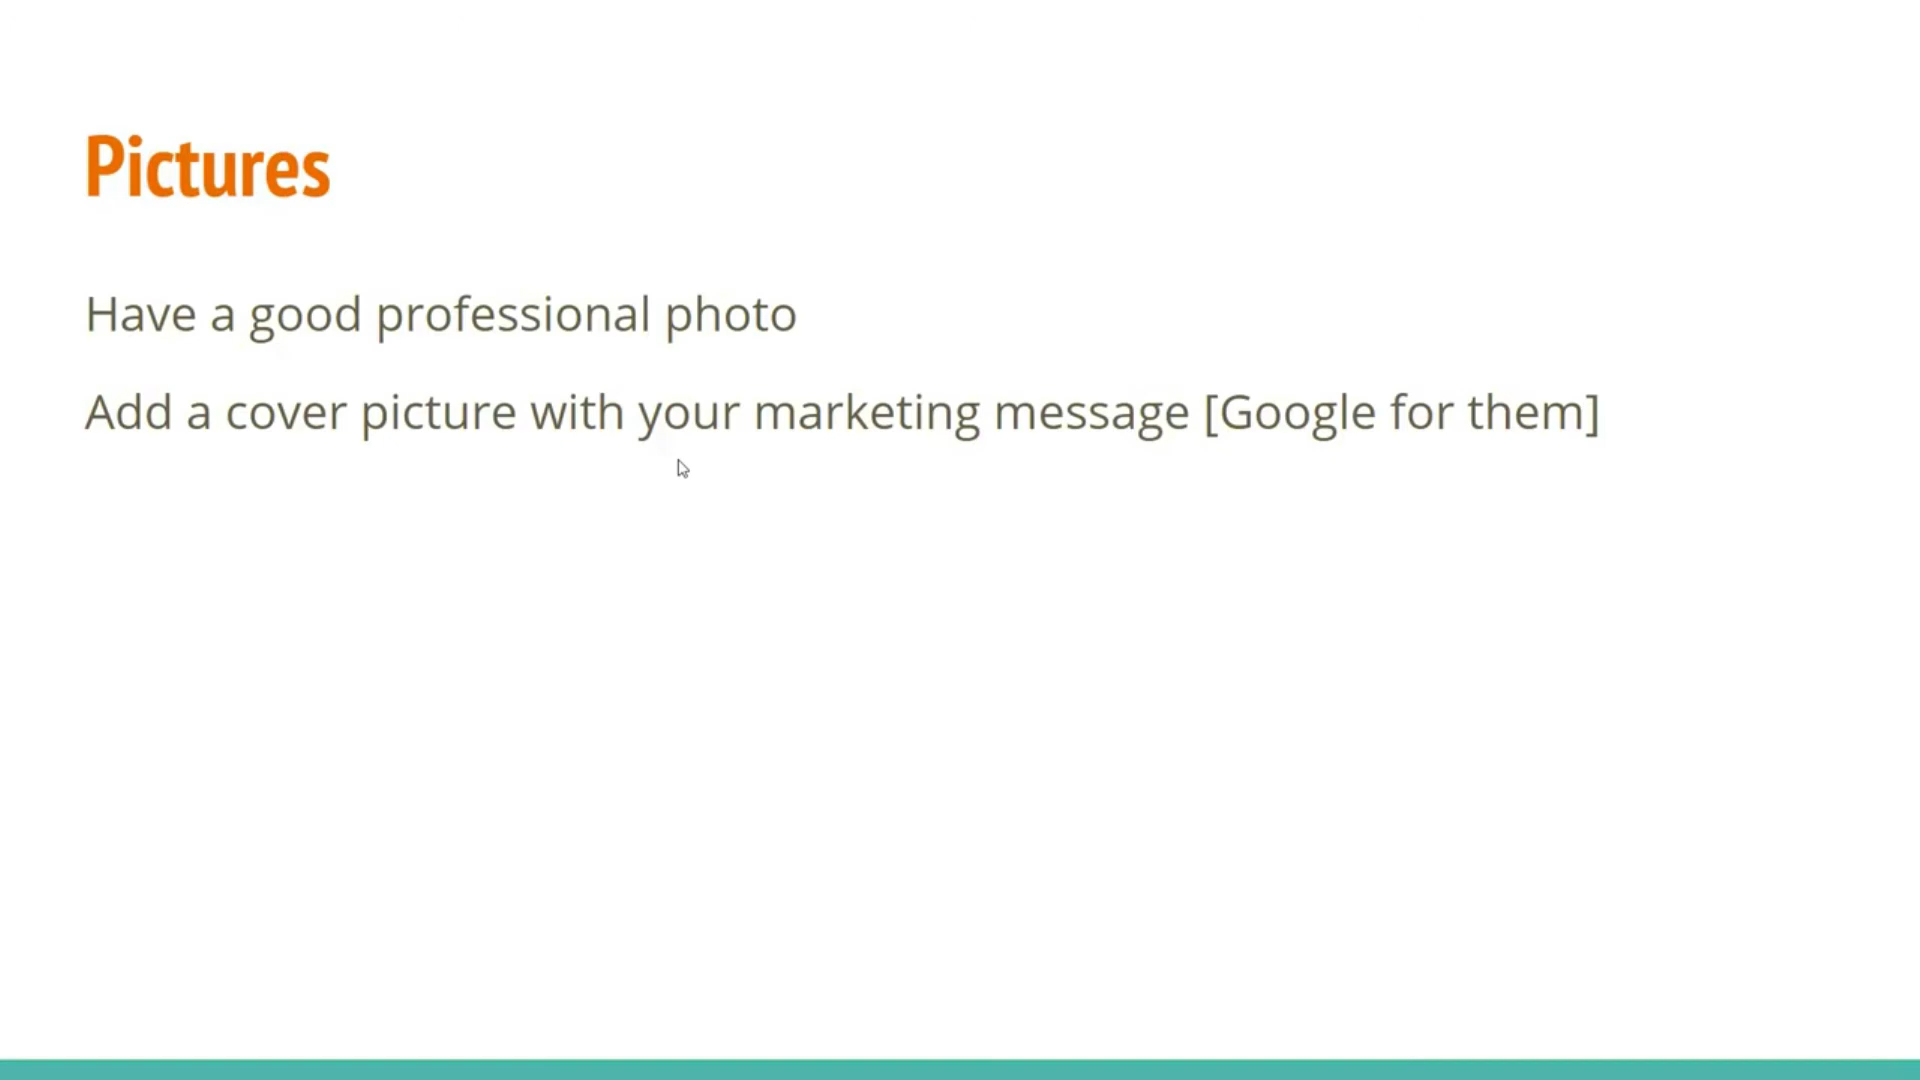 Pictures
Have a good professional photo
Add a cover picture with your marketing message [Google for them]